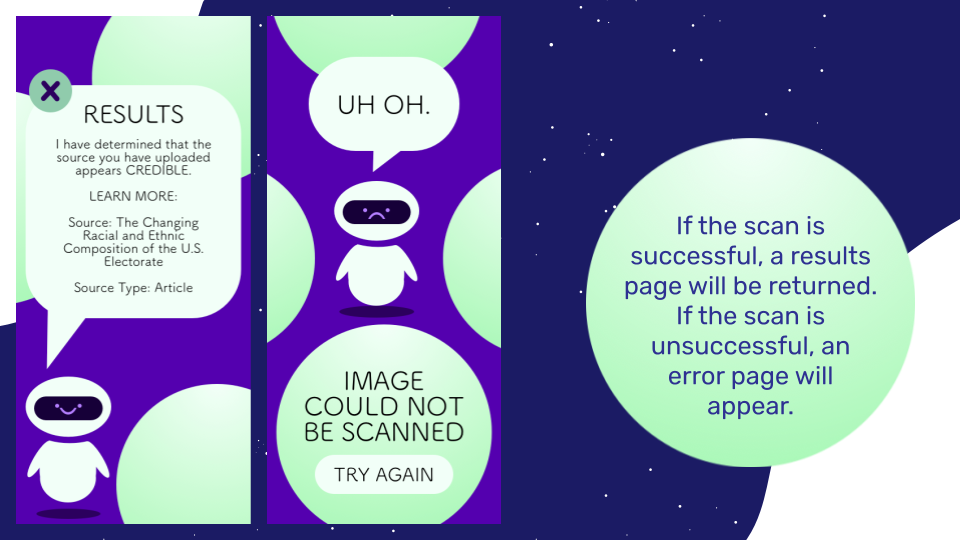 RESULTS
I have determined that the
source you have uploaded
appears CREDIBLE.
LEARN MORE:
Source: The Changing
Racial and Ethnic
Composition of the U.S.
Electorate
Source Type: Article
UH OH.
IMAGE
COULD NOT
BE SCANNED
TRY AGAIN
If the scan is
successful, a results
page will be returned.
If the scan is
unsuccessful, an
error page will
appear.